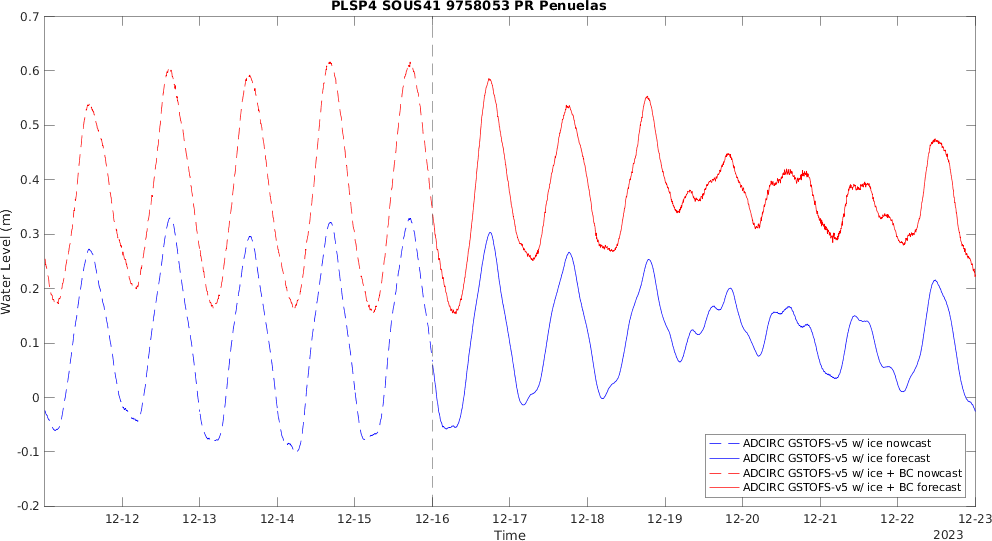 PLSP4 SOUS41 9758053 PR Penuelas
Water Level (m)
0.7
0.6
0.5
0.4
0.3
0.2
0.1
0
-0.1
-0.2
12-12 12-13 12-14 12-15 12-16 12-17 12-18 12-19 12-20 12-21 12-22 12-23
Time
2023
ADCIRC GSTOFS-v5 w/ ice nowcast
ADCIRC GSTOFS-v5 w/ ice forecast
ADCIRC GSTOFS-v5 w/ ice + BC nowcast
ADCIRC GSTOFS-v5 w/ ice + BC forecast